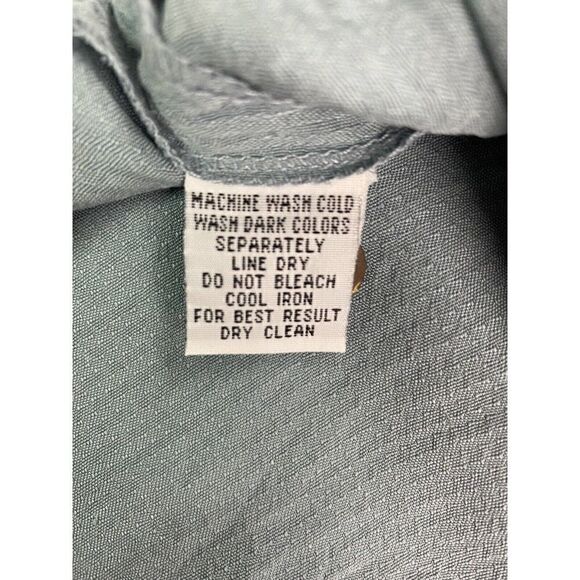 MACHINE WASH COLD
WASH DARK COLORS
SEPARATELY
LINE DRY
DO NOT BLEACH
COOL IRON
FOR BEST RESULT
DRY CLEAN